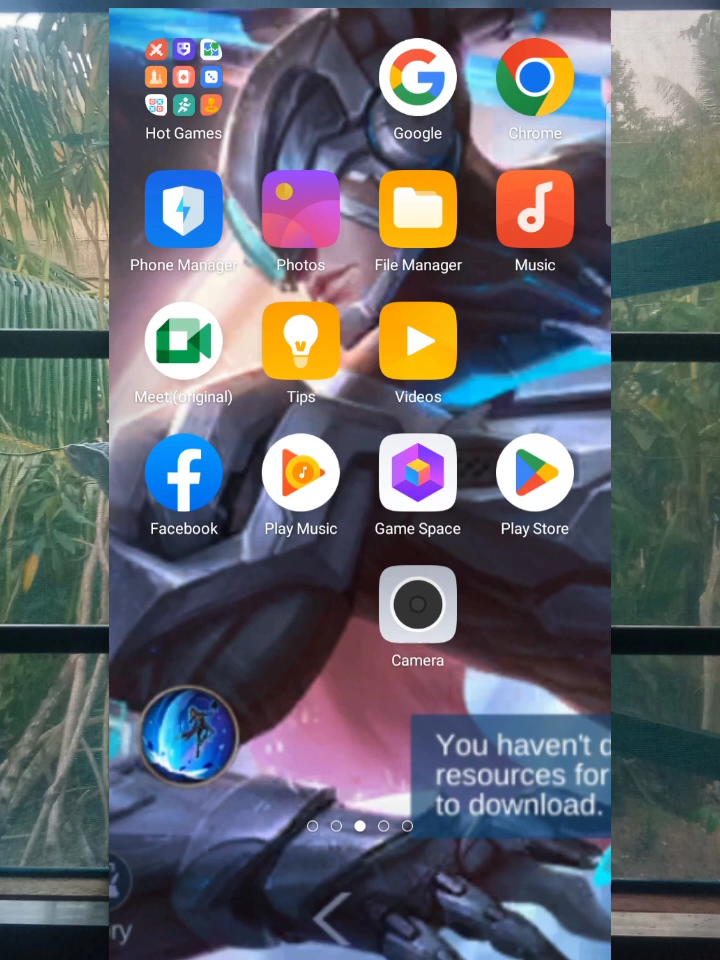 Hot Games
Google
Chrome
Phone Manager
Photos
File Manager
Music
Meet (original)
Tips
Videos
Facebook
Play Music
Game Space
Play Store
Camera
You haven't d
resources for
to download.
ry